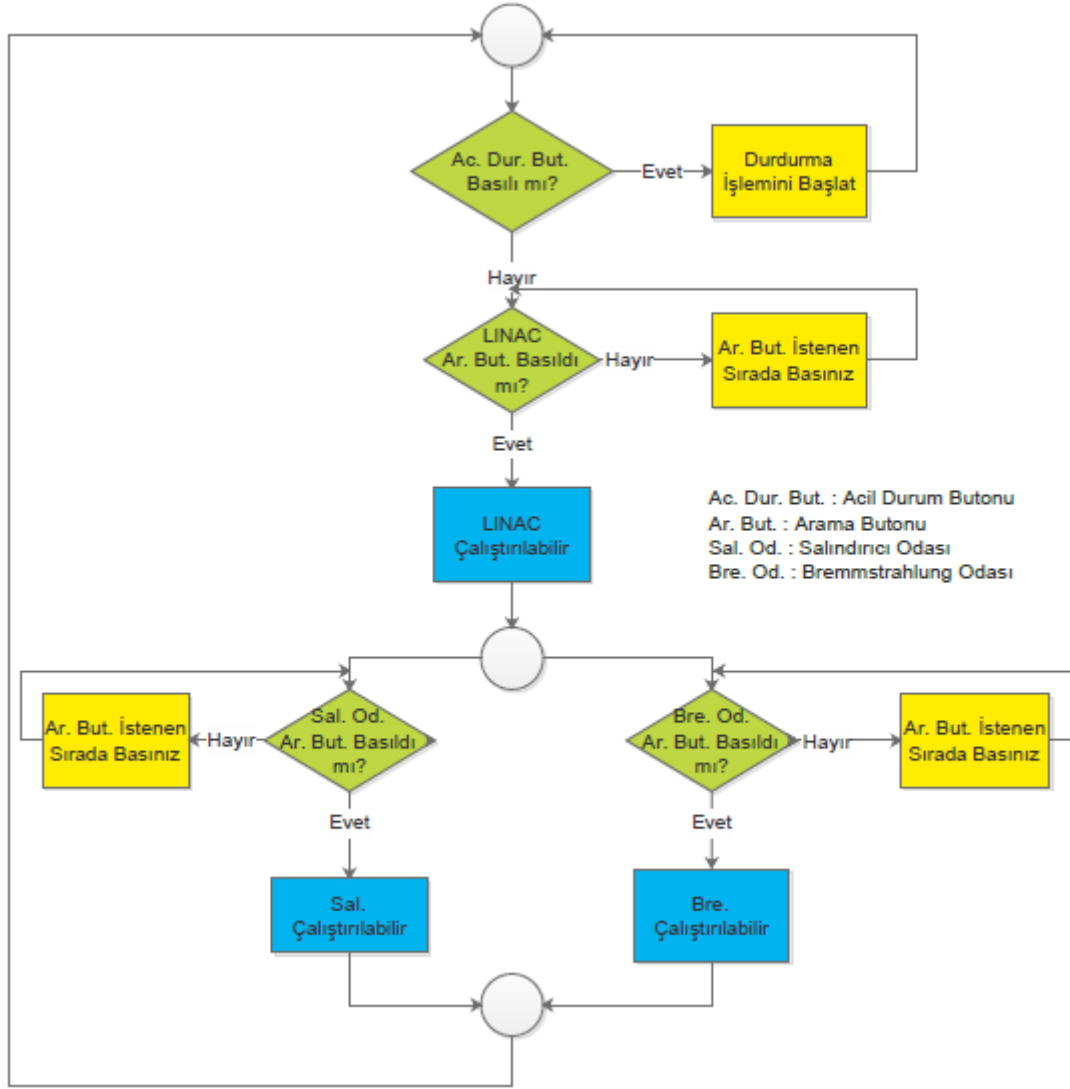 Ac. Dur. But.
Basılı mı?
Evet
Durdurma
İşlemini Başlat
Hayır
LINAC
Ar. But. Basıldı
mı?
Hayır
Ar. But. İstenen
Sırada Basınız
Evet
LINAC
Çalıştırılabilir
Ac. Dur. But. : Acil Durum Butonu
Ar. But. : Arama Butonu
Sal. Od. : Salındırıcı Odası
Bre. Od. : Bremmstrahlung Odası
Ar. But. İstenen
Sırada Basınız
Hayır
Sal. Od.
Ar. But. Basıldı
mı?
Bre. Od.
Ar. But. Basıldı
mı?
Hayır
Ar. But. İstenen
Sırada Basınız
Evet
Evet
Sal.
Çalıştırılabilir
Bre.
Çalıştırılabilir